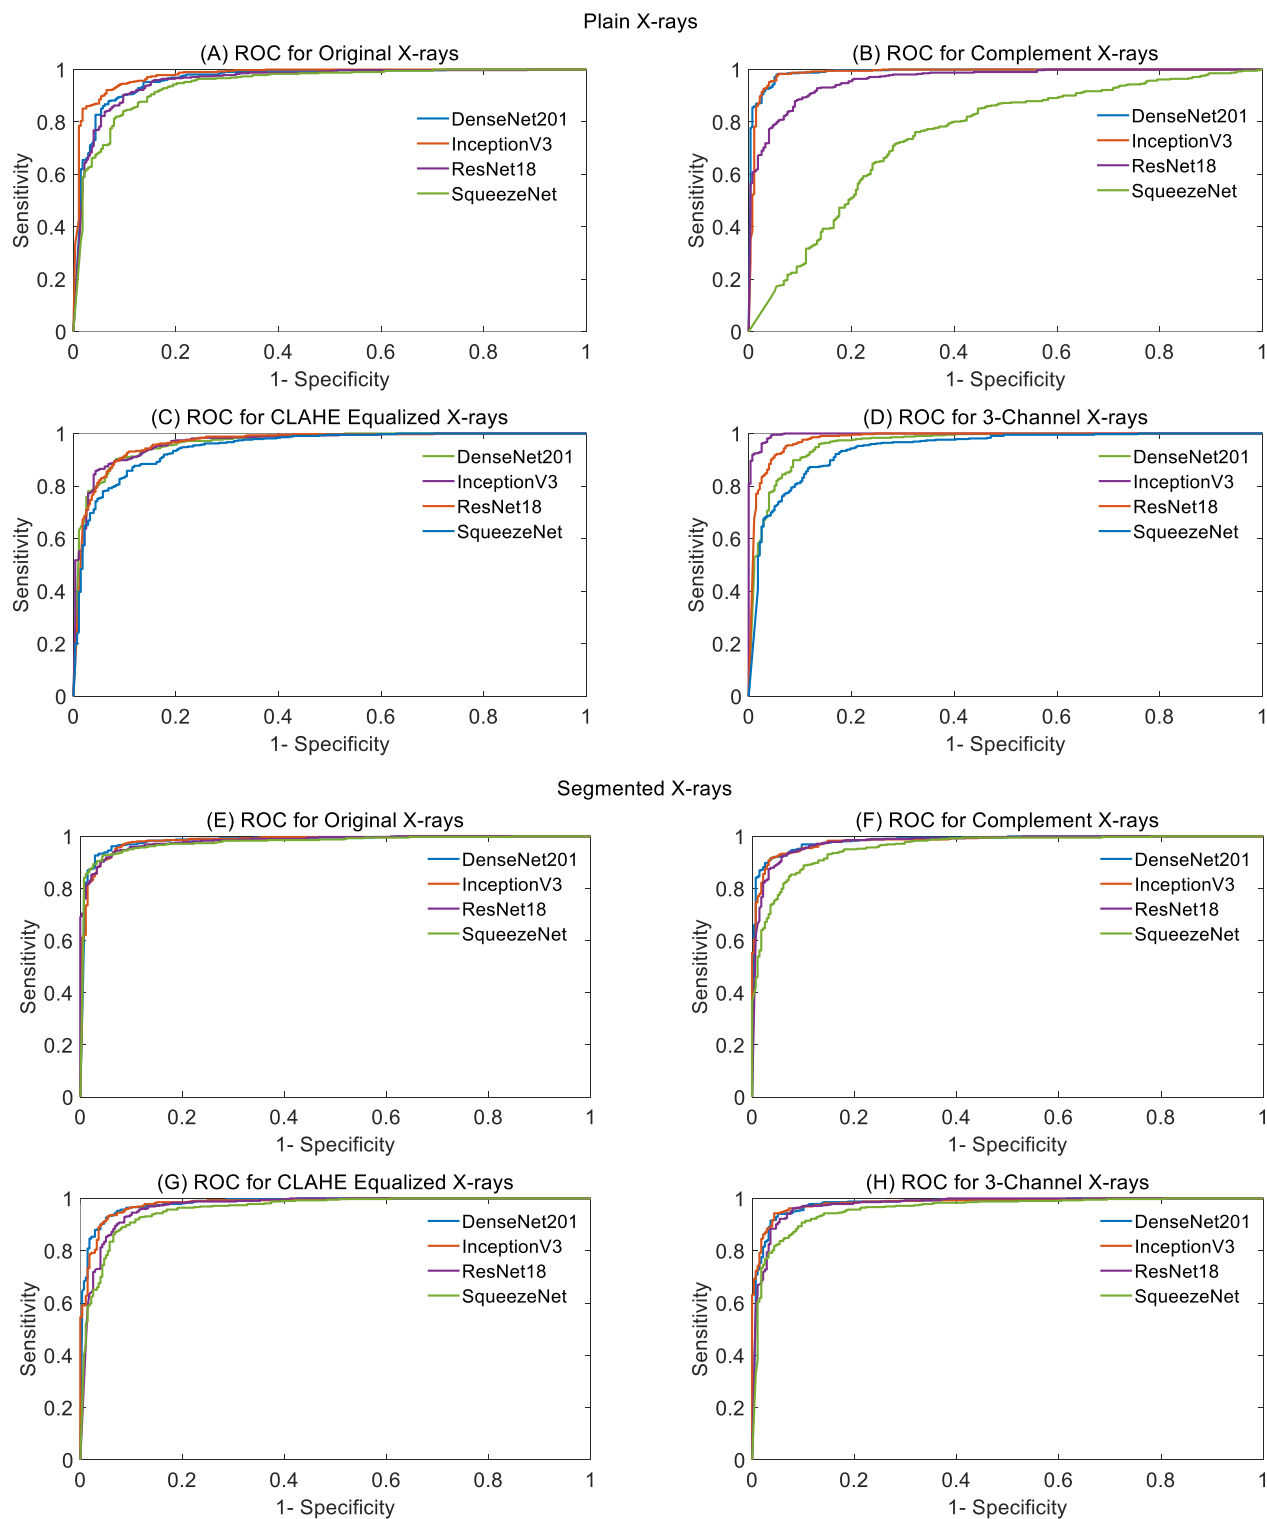 Plain X-rays
(A) ROC for Original X-rays
1
0.8
0.6
0.4
0.2
0
Sensitivity
DenseNet201
InceptionV3
ResNet18
SqueezeNet
0 0.2 0.4 0.6 0.8 1
1- Specificity
(B) ROC for Complement X-rays
1
0.8
0.6
0.4
0.2
0
Sensitivity
DenseNet201
InceptionV3
ResNet18
SqueezeNet
0 0.2 0.4 0.6 0.8 1
1- Specificity
(C) ROC for CLAHE Equalized X-rays
1
0.8
0.6
0.4
0.2
0
Sensitivity
DenseNet201
InceptionV3
ResNet18
SqueezeNet
0 0.2 0.4 0.6 0.8 1
1- Specificity
(D) ROC for 3-Channel X-rays
1
0.8
0.6
0.4
0.2
0
Sensitivity
DenseNet201
InceptionV3
ResNet18
SqueezeNet
0 0.2 0.4 0.6 0.8 1
1- Specificity
Segmented X-rays
(E) ROC for Original X-rays
1
0.8
0.6
0.4
0.2
0
Sensitivity
DenseNet201
InceptionV3
ResNet18
SqueezeNet
0 0.2 0.4 0.6 0.8 1
1- Specificity
(F) ROC for Complement X-rays
1
0.8
0.6
0.4
0.2
0
Sensitivity
DenseNet201
InceptionV3
ResNet18
SqueezeNet
0 0.2 0.4 0.6 0.8 1
1- Specificity
(G) ROC for CLAHE Equalized X-rays
1
0.8
0.6
0.4
0.2
0
Sensitivity
DenseNet201
InceptionV3
ResNet18
SqueezeNet
0 0.2 0.4 0.6 0.8 1
1- Specificity
(H) ROC for 3-Channel X-rays
1
0.8
0.6
0.4
0.2
0
Sensitivity
DenseNet201
InceptionV3
ResNet18
SqueezeNet
0 0.2 0.4 0.6 0.8 1
1- Specificity